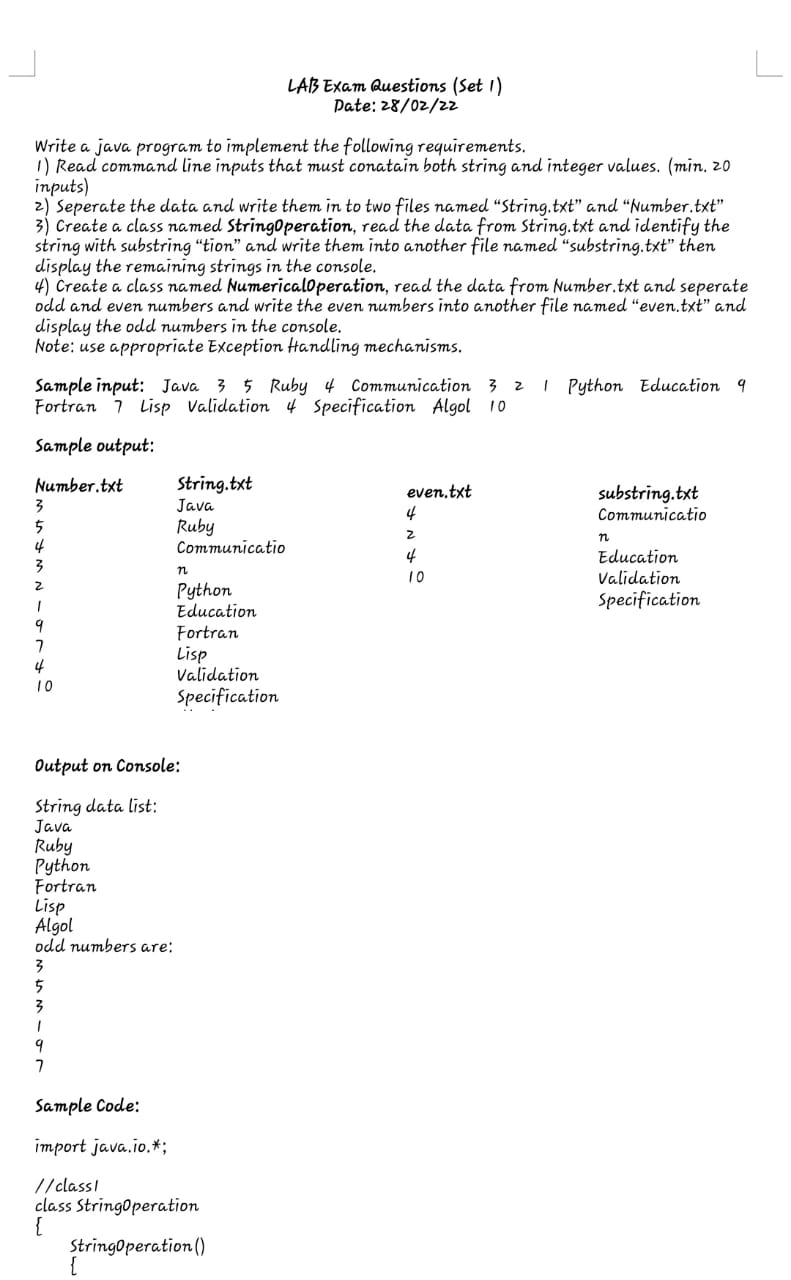 LAB Exam Questions (Set 1)
Date: 28/02/22
Write a java program to implement the following requirements.
1) Read command line inputs that must conatain both string and integer values. (min. 20
inputs)
2) Seperate the data and write them in to two files named “String.txt” and “Number.txt”
3) Create a class named StringOperation, read the data from String.txt and identify the
string with substring “tion” and write them into another file named “substring.txt” then
display the remaining strings in the console.
4) Create a class named NumericalOperation, read the data from Number.txt and seperate
odd and even numbers and write the even numbers into another file named “even.txt” and
display the odd numbers in the console.
Note: use appropriate Exception Handling mechanisms.
Sample input: Java 3 5 Ruby 4 Communication 3 2 1 Python Education 9
Fortran 7 Lisp Validation 4 Specification Algol 10
Sample output:
Number.txt
3
5
4
3
2
1
9
7
4
10
String.txt
Java
Ruby
Communicatio
n
Python
Education
Fortran
Lisp
Validation
Specification
even.txt
4
2
4
10
substring.txt
Communicatio
n
Education
Validation
Specification
Output on Console:
String data list:
Java
Ruby
Python
Fortran
Lisp
Algol
odd numbers are:
3
5
3
1
9
7
Sample Code:
import java.io.*;
//class1
class StringOperation
{
StringOperation()
{